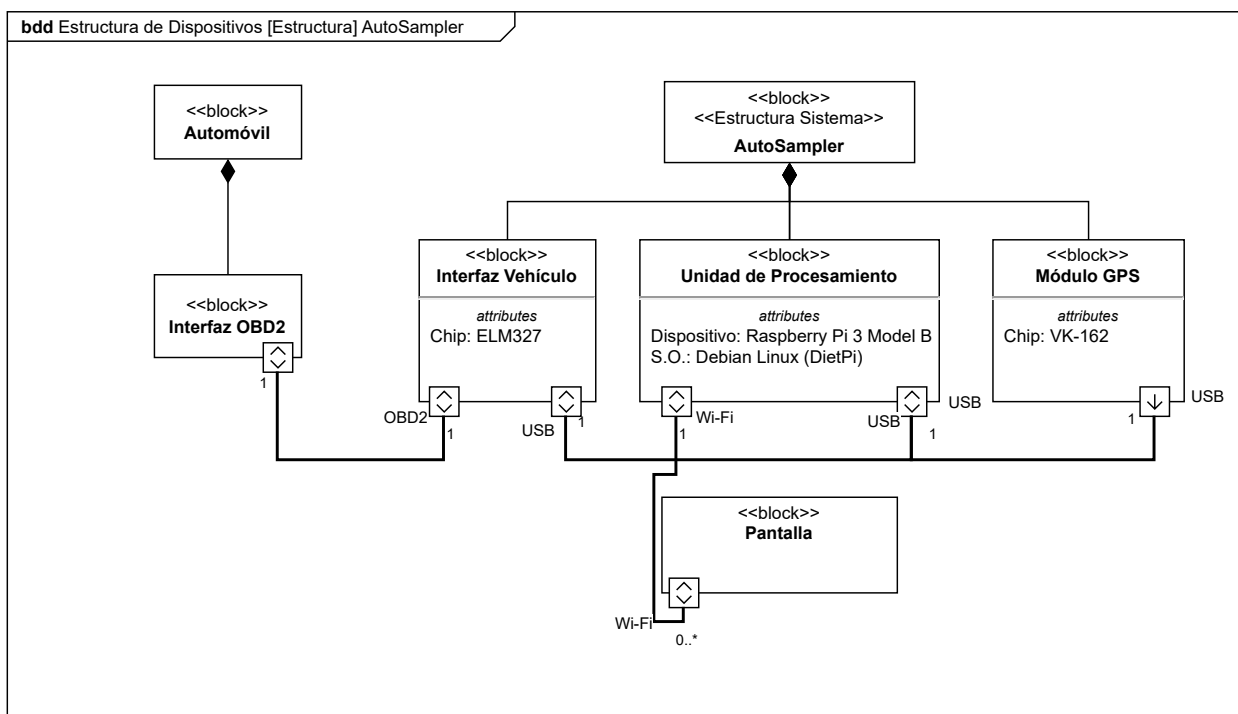 bdd Estructura de Dispositivos [Estructura] AutoSampler
<<block>>
Automóvil
<<block>>
<<Estructura Sistema>>
AutoSampler
<<block>>
Interfaz OBD2
1
<<block>>
Interfaz Vehículo
attributes
Chip: ELM327
OBD2
1
USB
1
<<block>>
Unidad de Procesamiento
attributes
Dispositivo: Raspberry Pi 3 Model B
S.O.: Debian Linux (DietPi)
Wi-Fi
1
USB
1
USB
<<block>>
Módulo GPS
attributes
Chip: VK-162
1
USB
<<block>>
Pantalla
Wi-Fi
0..*